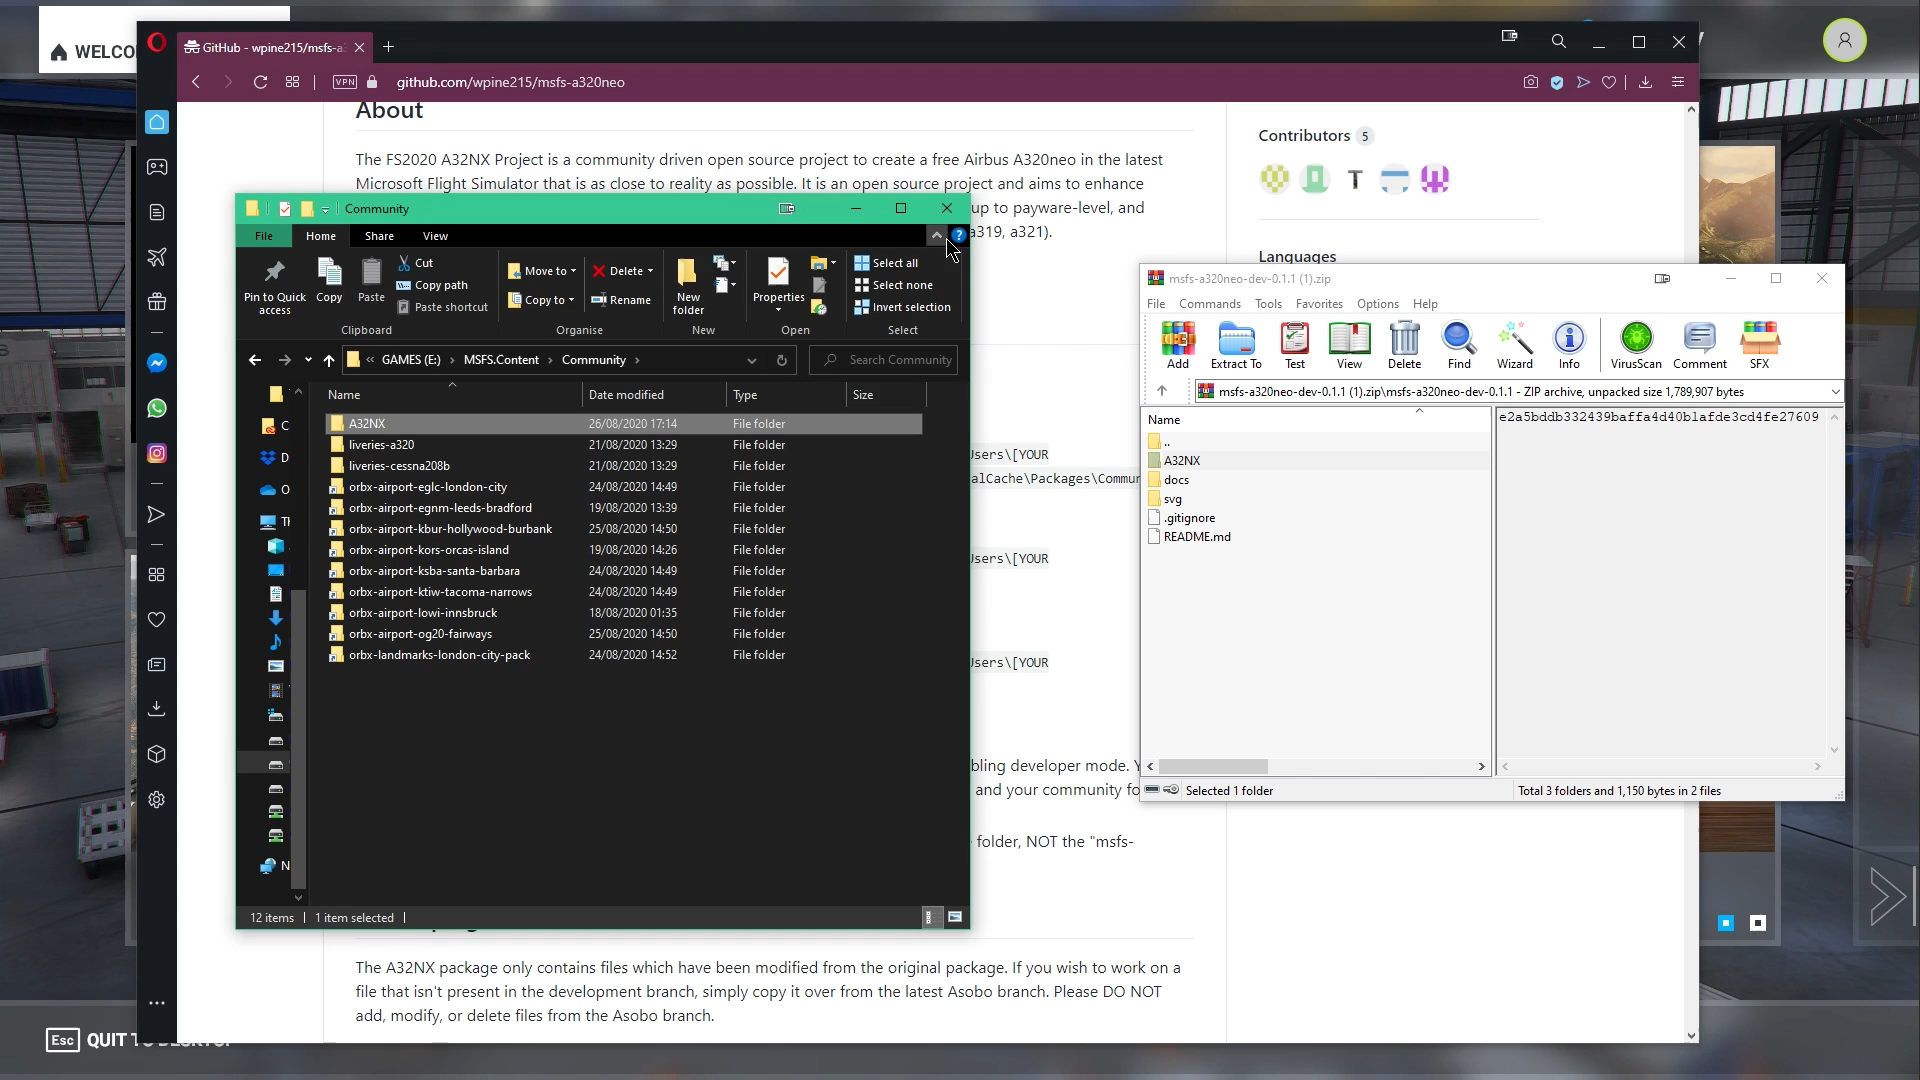 WELCO
GitHub - wpine215/msfs-a3
VPN
github.com/wpine215/msfs-a320neo
About
The FS2020 A32NX Project is a community driven open source project to create a free Airbus A320neo in the latest
Microsoft Flight Simulator that is as close to reality as possible. It is an open source project and aims to enhance
up to payware-level, and
a319, a321).
Contributors 5
Languages
Community
File
Home
Share
View
Pin to Quick access
Copy
Paste
Cut
Copy path
Paste shortcut
Clipboard
Move to
Copy to
Delete
Rename
Organise
New folder
New
Properties
Open
Select all
Select none
Invert selection
Select
« GAMES (E:) › MSFS.Content › Community ›
Search Community
Name
Date modified
Type
Size
A32NX 26/08/2020 17:14 File folder
liveries-a320 21/08/2020 13:29 File folder
liveries-cessna208b 21/08/2020 13:29 File folder
orbx-airport-eglc-london-city 24/08/2020 14:49 File folder
orbx-airport-egnm-leeds-bradford 19/08/2020 13:39 File folder
orbx-airport-kbur-hollywood-burbank 25/08/2020 14:50 File folder
orbx-airport-kors-orcas-island 19/08/2020 14:26 File folder
orbx-airport-ksba-santa-barbara 24/08/2020 14:49 File folder
orbx-airport-ktiw-tacoma-narrows 24/08/2020 14:49 File folder
orbx-airport-lowi-innsbruck 18/08/2020 01:35 File folder
orbx-airport-og20-fairways 25/08/2020 14:50 File folder
orbx-landmarks-london-city-pack 24/08/2020 14:52 File folder
C
D
O
Th
N
12 items
1 item selected
msfs-a320neo-dev-0.1.1 (1).zip
File
Commands
Tools
Favorites
Options
Help
Add
Extract To
Test
View
Delete
Find
Wizard
Info
VirusScan
Comment
SFX
msfs-a320neo-dev-0.1.1 (1).zip\msfs-a320neo-dev-0.1.1 - ZIP archive, unpacked size 1,789,907 bytes
Name
..
A32NX
docs
svg
.gitignore
README.md
e2a5bddb332439baffa4d40b1afde3cd4fe27609
Selected 1 folder
Total 3 folders and 1,150 bytes in 2 files
Users\[YOUR
alCache\Packages\Commun
Users\[YOUR
Users\[YOUR
bling developer mode. Y
and your community fo
folder, NOT the "msfs-
The A32NX package only contains files which have been modified from the original package. If you wish to work on a
file that isn't present in the development branch, simply copy it over from the latest Asobo branch. Please DO NOT
add, modify, or delete files from the Asobo branch.
Esc
QUIT TO DESKTOP